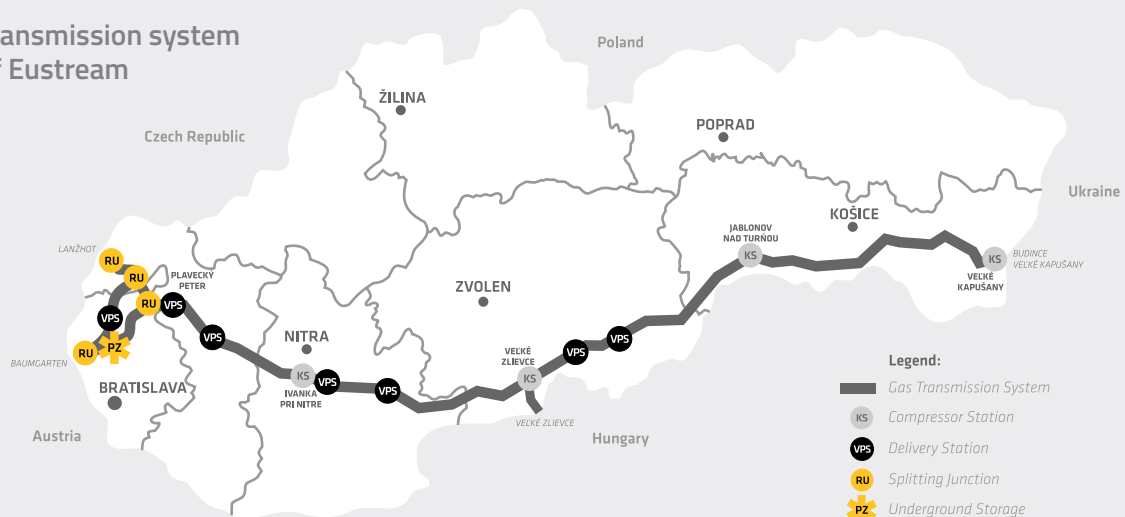 ansmission system
Eustream
Poland
Czech Republic
Ukraine
Austria
Hungary
ŽILINA
POPRAD
KOŠICE
ZVOLEN
NITRA
BRATISLAVA
LANŽHOT
RU
RU
PLAVECKÝ
PETER
RU
VPS
VPS
RU
PZ
BAUMGARTEN
VPS
KS
IVANKA
PRI NITRE
VPS
VPS
VEĽKÉ
ZLIEVCE
KS
VEĽKÉ ZLIEVCE
VPS
VPS
JABLONOV
NAD TURŇOU
KS
KS
VEĽKÉ
KAPUŠANY
BUDINCE
VEĽKÉ KAPUŠANY
Legend:
Gas Transmission System
KS Compressor Station
VPS Delivery Station
RU Splitting Junction
PZ Underground Storage